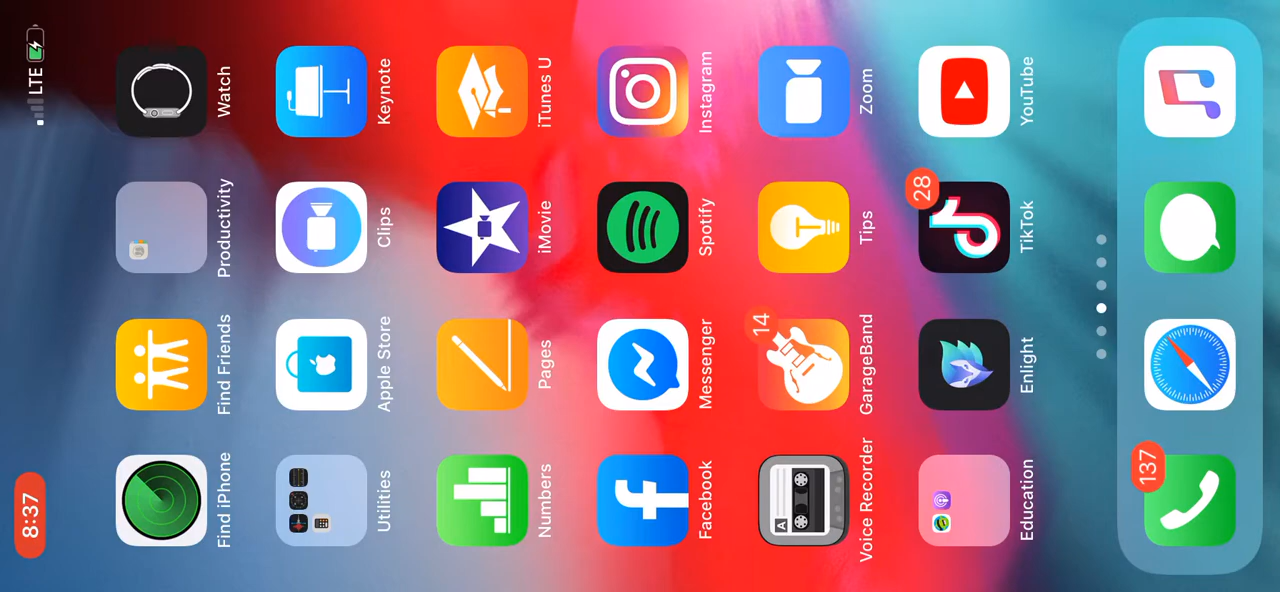 8:37
LTE
Find iPhone
Find Friends
Productivity
Watch
Utilities
Apple Store
Clips
Keynote
Numbers
Pages
iMovie
iTunes U
Facebook
Messenger
Spotify
Instagram
A
14
Voice Recorder
GarageBand
Tips
Zoom
28
Education
Enlight
TikTok
YouTube
137